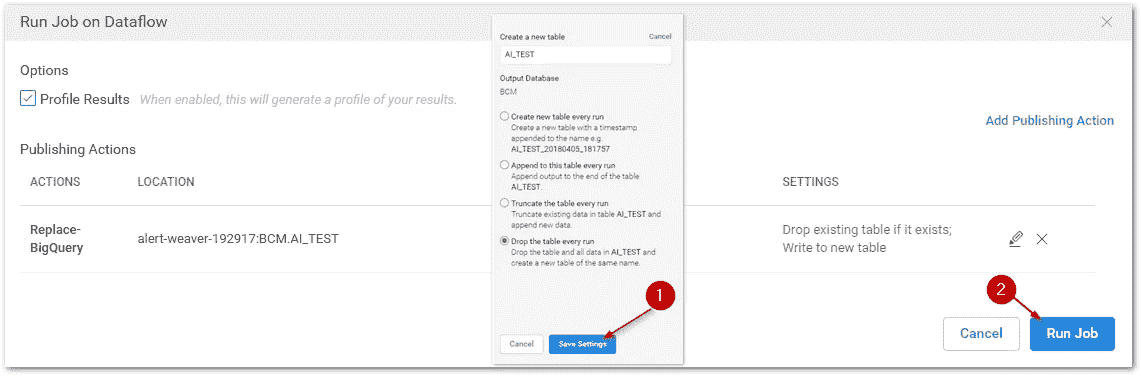 Run Job on Dataflow
Options
Profile Results When enabled, this will generate a profile of your results.
Add Publishing Action
Publishing Actions
ACTIONS LOCATION SETTINGS
Replace-
BigQuery
alert-weaver-192917:BCM.AI_TEST
Drop existing table if it exists;
Write to new table
Create a new table Cancel
AI_TEST
Output Database
BCM
Create new table every run
Create a new table with a timestamp
appended to the name e.g.
AI_TEST_20180405_181757
Append to this table every run
Append output to the end of the table
AI_TEST.
Truncate the table every run
Truncate existing data in table AI_TEST and
append new data.
Drop the table every run
Drop the table and all data in AI_TEST and
create a new table of the same name.
1
Cancel Save Settings
2
Cancel Run Job